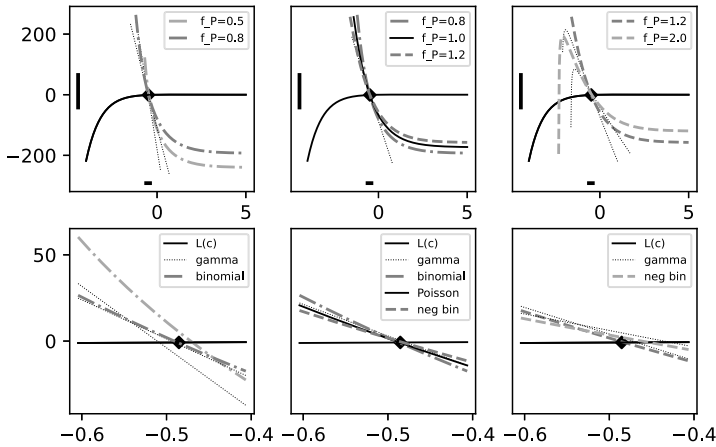 200
0
−200
f_P=0.5
f_P=0.8
f_P=0.8
f_P=1.0
f_P=1.2
f_P=1.2
f_P=2.0
0 5
0 5
0 5
50
0
L(c)
gamma
binomial
L(c)
gamma
binomial
Poisson
neg bin
L(c)
gamma
neg bin
−0.6 −0.5 −0.4
−0.6 −0.5 −0.4
−0.6 −0.5 −0.4